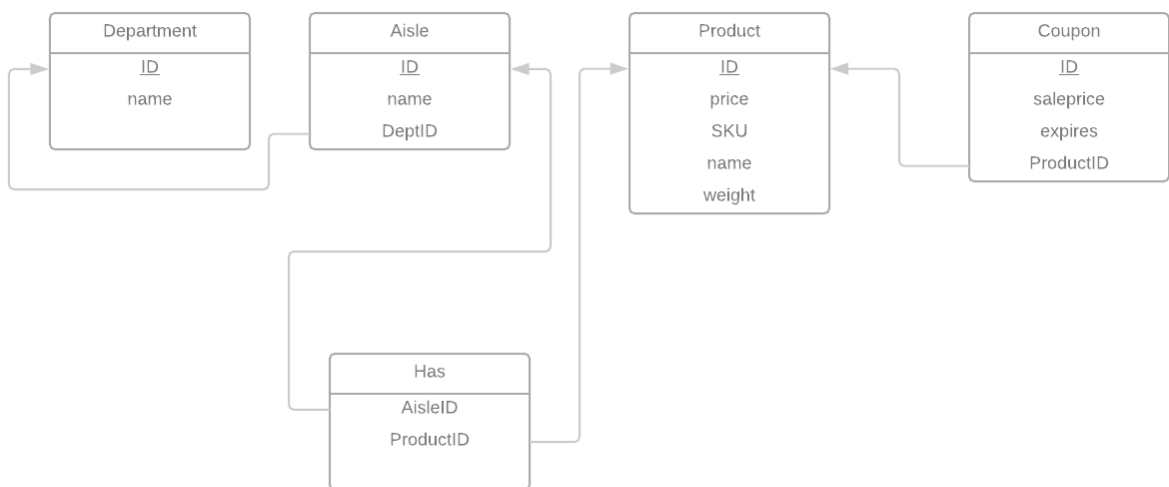 Department
ID
name
Aisle
ID
name
DeptID
Product
ID
price
SKU
name
weight
Coupon
ID
saleprice
expires
ProductID
Has
AisleID
ProductID